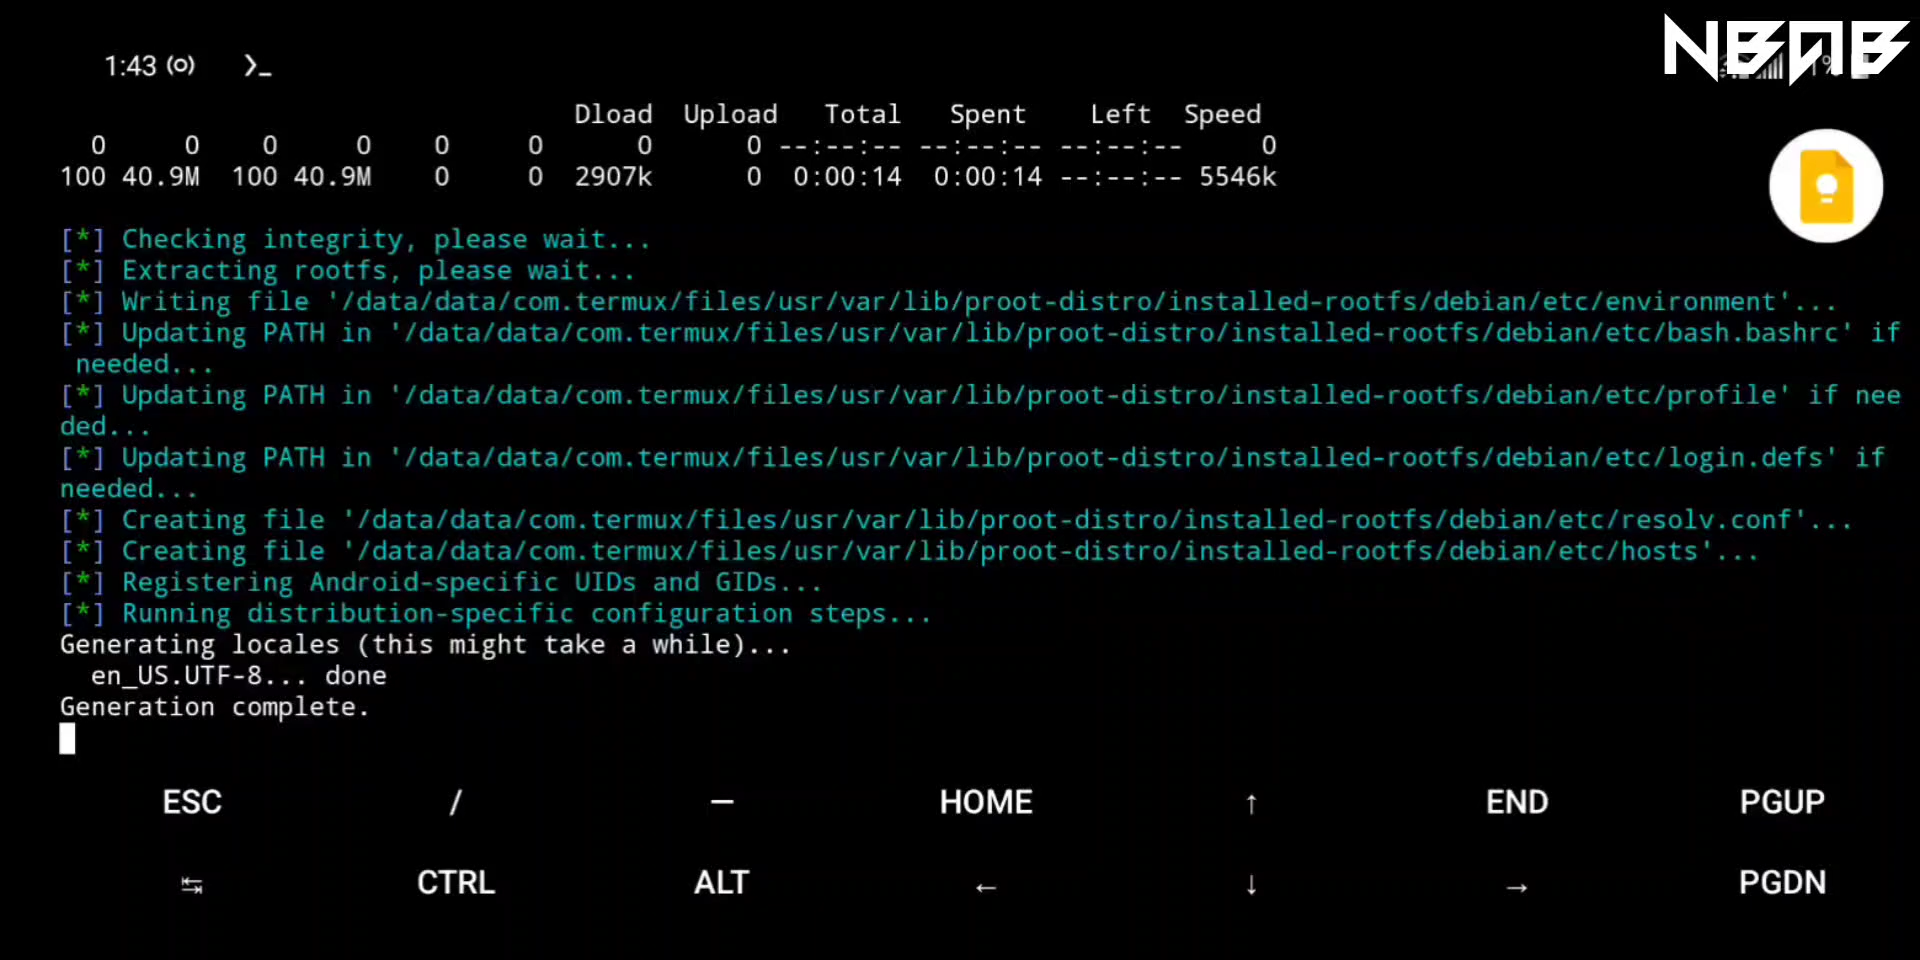 NBAB
1:43
>_
Dload Upload Total Spent Left Speed
0 0 0 0 0 0 0 0 --:--:-- --:--:-- --:--:-- 0
100 40.9M 100 40.9M 0 0 2907k 0 0:00:14 0:00:14 --:--:-- 5546k
[*] Checking integrity, please wait...
[*] Extracting rootfs, please wait...
[*] Writing file '/data/data/com.termux/files/usr/var/lib/proot-distro/installed-rootfs/debian/etc/environment'...
[*] Updating PATH in '/data/data/com.termux/files/usr/var/lib/proot-distro/installed-rootfs/debian/etc/bash.bashrc' if
needed...
[*] Updating PATH in '/data/data/com.termux/files/usr/var/lib/proot-distro/installed-rootfs/debian/etc/profile' if nee
ded...
[*] Updating PATH in '/data/data/com.termux/files/usr/var/lib/proot-distro/installed-rootfs/debian/etc/login.defs' if
needed...
[*] Creating file '/data/data/com.termux/files/usr/var/lib/proot-distro/installed-rootfs/debian/etc/resolv.conf'...
[*] Creating file '/data/data/com.termux/files/usr/var/lib/proot-distro/installed-rootfs/debian/etc/hosts'...
[*] Registering Android-specific UIDs and GIDs...
[*] Running distribution-specific configuration steps...
Generating locales (this might take a while)...
en_US.UTF-8... done
Generation complete.
ESC / — HOME ↑ END PGUP
↹ CTRL ALT ← ↓ → PGDN